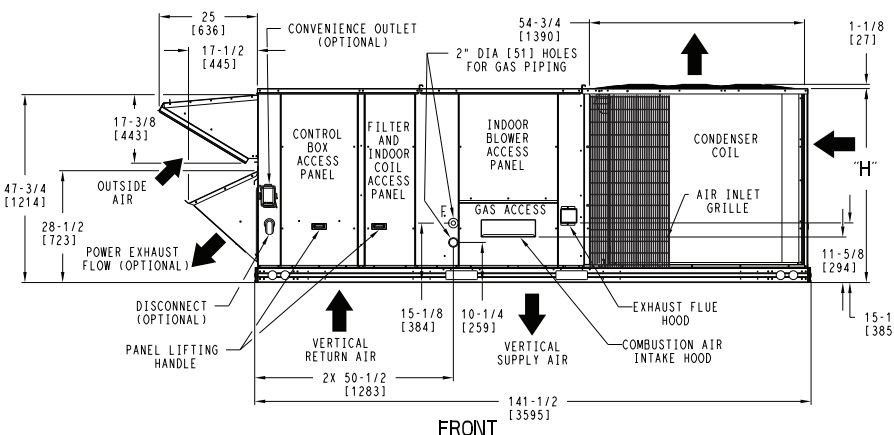 25
[636]
17-1/2
[445]
CONVENIENCE OUTLET
(OPTIONAL)
2" DIA [51] HOLES
FOR GAS PIPING
54-3/4
[1390]
1-1/8
[27]
17-3/8
[443]
CONTROL
BOX
ACCESS
PANEL
FILTER
AND
INDOOR
COIL
ACCESS
PANEL
INDOOR
BLOWER
ACCESS
PANEL
CONDENSER
COIL
"H"
47-3/4
[1214]
OUTSIDE
AIR
28-1/2
[723]
F
GAS ACCESS
AIR INLET
GRILLE
POWER EXHAUST
FLOW (OPTIONAL)
11-5/8
[294]
DISCONNECT
(OPTIONAL)
15-1/8
[384]
10-1/4
[259]
EXHAUST FLUE
HOOD
15-1
[385
PANEL LIFTING
HANDLE
VERTICAL
RETURN AIR
VERTICAL
SUPPLY AIR
COMBUSTION AIR
INTAKE HOOD
2X 50-1/2
[1283]
141-1/2
[3595]
FRONT